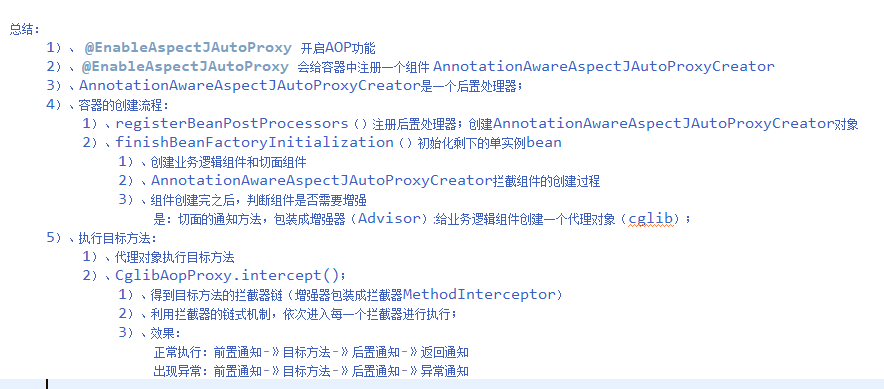 总结:
1)、 @EnableAspectJAutoProxy 开启AOP功能
2)、@EnableAspectJAutoProxy 会给容器中注册一个组件 AnnotationAwareAspectJAutoProxyCreator
3)、AnnotationAwareAspectJAutoProxyCreator是一个后置处理器;
4)、容器的创建流程:
1)、registerBeanPostProcessors()注册后置处理器;创建AnnotationAwareAspectJAutoProxyCreator对象
2)、finishBeanFactoryInitialization()初始化剩下的单实例bean
1)、创建业务逻辑组件和切面组件
2)、AnnotationAwareAspectJAutoProxyCreator拦截组件的创建过程
3)、组件创建完之后,判断组件是否需要增强
是:切面的通知方法,包装成增强器(Advisor);给业务逻辑组件创建一个代理对象(cglib);
5)、执行目标方法:
1)、代理对象执行目标方法
2)、CglibAopProxy.intercept();
1)、得到目标方法的拦截器链(增强器包装成拦截器MethodInterceptor)
2)、利用拦截器的链式机制,依次进入每一个拦截器进行执行;
3)、效果:
正常执行:前置通知-》目标方法-》后置通知-》返回通知
出现异常:前置通知-》目标方法-》后置通知-》异常通知